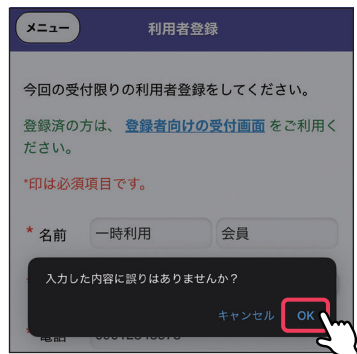 メニュー
利用者登録
今回の受付限りの利用者登録をしてください。
登録済の方は、 登録者向けの受付画面 をご利用く
ださい。
*印は必須項目です。
* 名前 一時利用 会員
入力した内容に誤りはありませんか？
キャンセル OK
電話